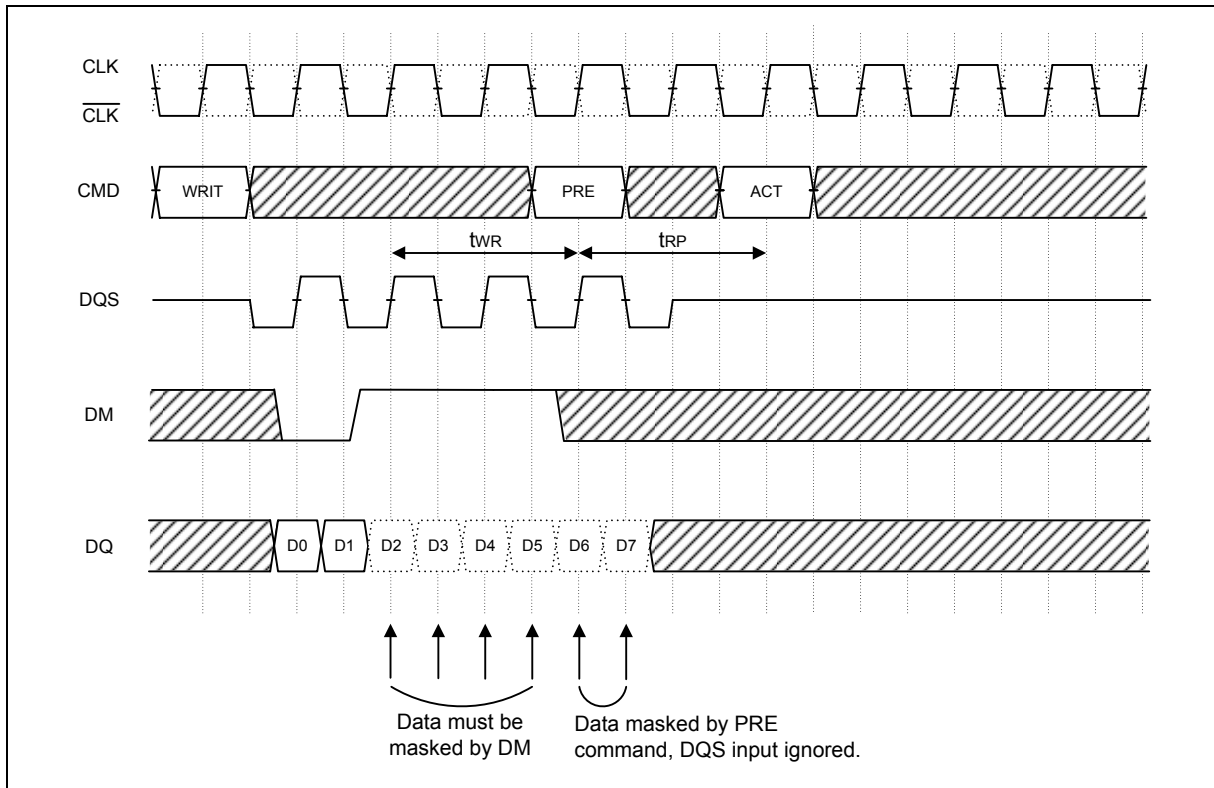 CLK
CLK
CMD
WRIT
PRE
ACT
tWR
tRP
DQS
DM
DQ
D0 D1 D2 D3 D4 D5 D6 D7
Data must be
masked by DM
Data masked by PRE
command, DQS input ignored.